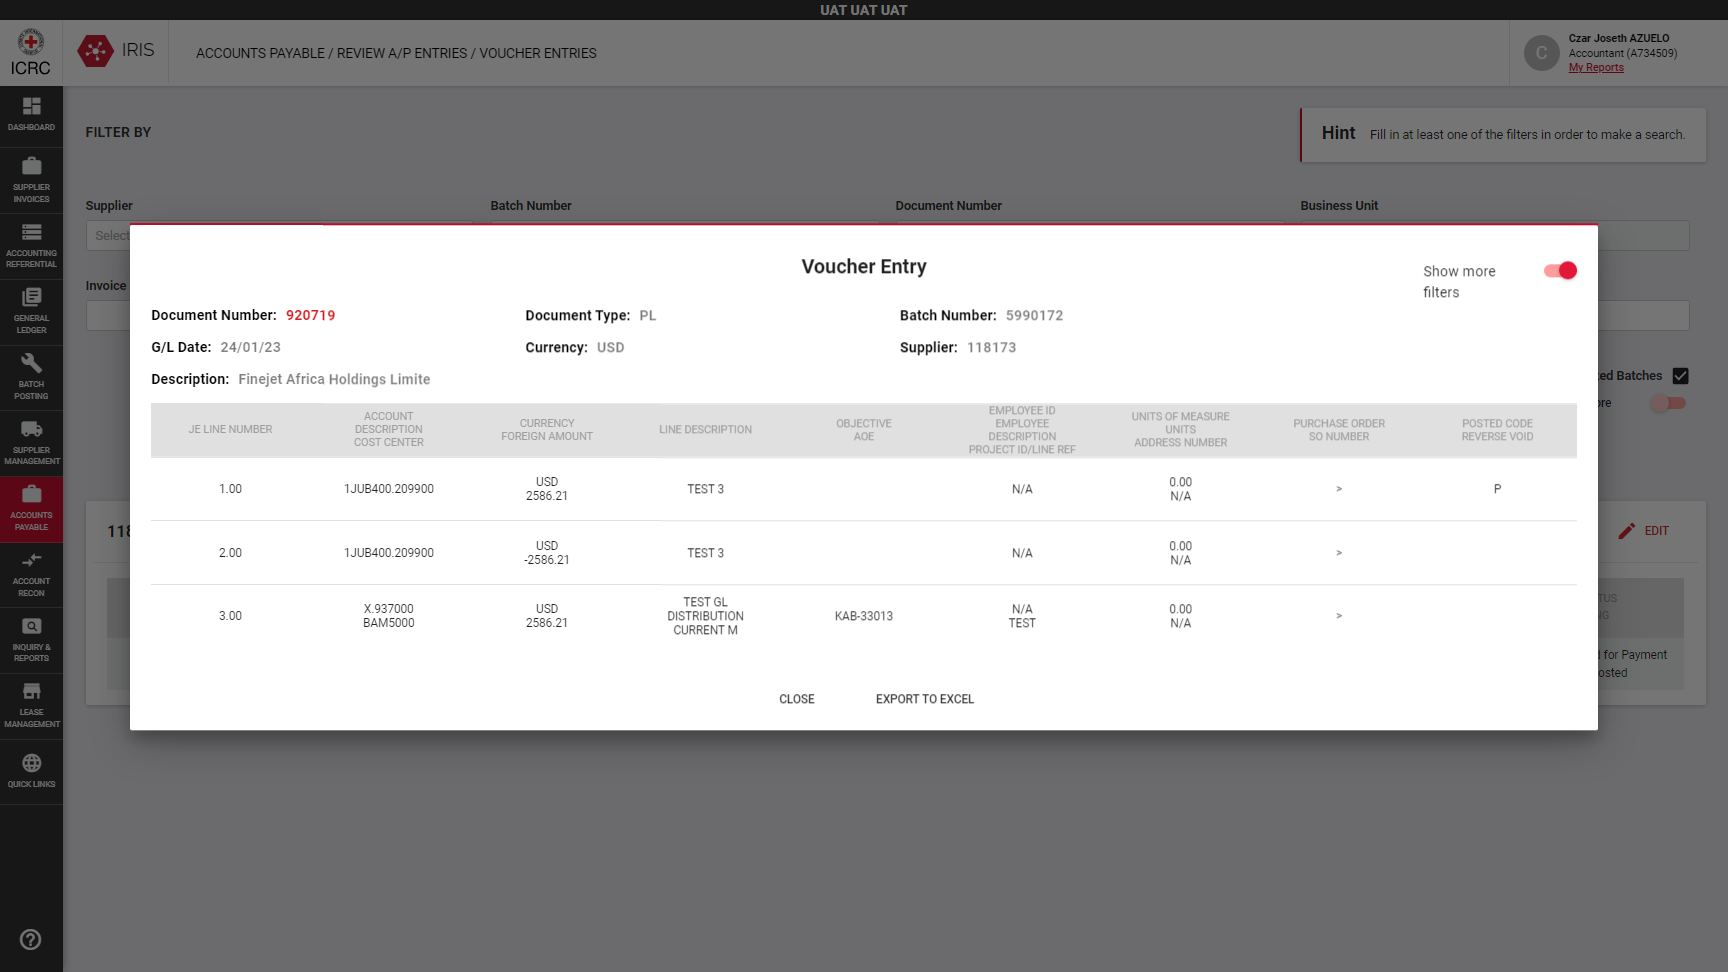 UAT UAT UAT
ICRC
IRIS
ACCOUNTS PAYABLE / REVIEW A/P ENTRIES / VOUCHER ENTRIES
C
Czar Joseth AZUELO
Accountant (A734509)
My Reports
DASHBOARD
SUPPLIER
INVOICES
ACCOUNTING
REFERENTIAL
GENERAL
LEDGER
BATCH
POSTING
SUPPLIER
MANAGEMENT
ACCOUNTS
PAYABLE
ACCOUNT
RECON
INQUIRY &
REPORTS
LEASE
MANAGEMENT
QUICK LINKS
FILTER BY
Hint Fill in at least one of the filters in order to make a search.
Supplier Batch Number Document Number Business Unit
Select
Invoice
Voucher Entry
Show more
filters
Document Number: 920719 Document Type: PL Batch Number: 5990172
G/L Date: 24/01/23 Currency: USD Supplier: 118173
Description: Finejet Africa Holdings Limite
JE LINE NUMBER
ACCOUNT
DESCRIPTION
COST CENTER
CURRENCY
FOREIGN AMOUNT
LINE DESCRIPTION
OBJECTIVE
AOE
EMPLOYEE ID
EMPLOYEE
DESCRIPTION
PROJECT ID/LINE REF
UNITS OF MEASURE
UNITS
ADDRESS NUMBER
PURCHASE ORDER
SO NUMBER
POSTED CODE
REVERSE VOID
1.00
1JUB400.209900
USD
2586.21
TEST 3
N/A
0.00
N/A
>
P
2.00
1JUB400.209900
USD
-2586.21
TEST 3
N/A
0.00
N/A
>
3.00
X.937000
BAM5000
USD
2586.21
TEST GL
DISTRIBUTION
CURRENT M
KAB-33013
N/A
TEST
0.00
N/A
>
CLOSE EXPORT TO EXCEL
Batches
118
EDIT
for Payment